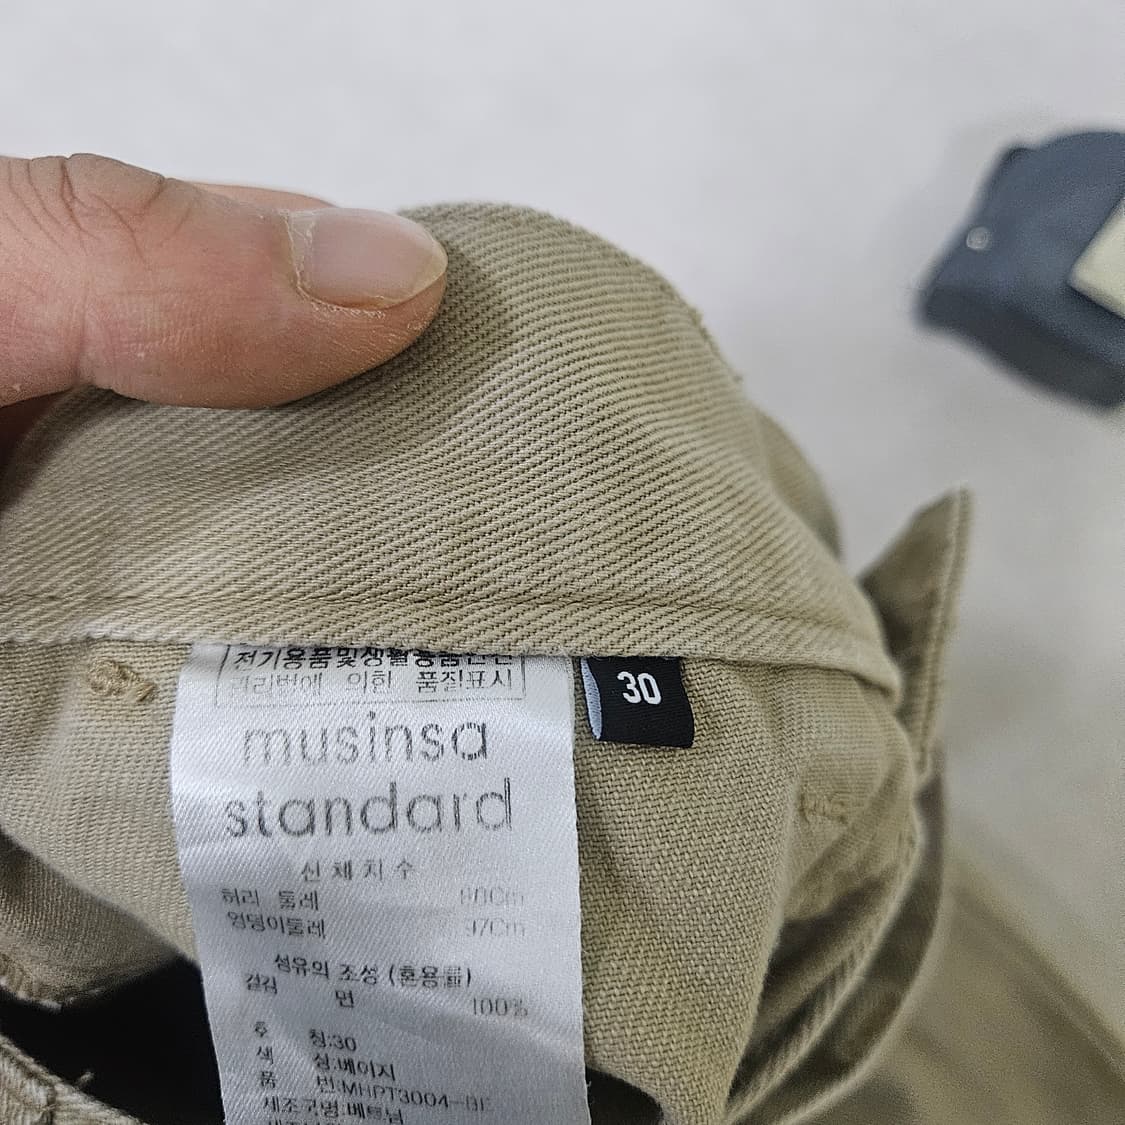 전기용품및생활용품안전
관리법에 의한 품질표시
30
musinsa
standard
신체치수
허리 둘레 80Cm
엉덩이둘레 97Cm
섬유의 조성 (혼용률)
겉감 면 100%
호 칭:30
색 상:베이지
품 번:MHPT3004-BE
제조국명:베트남